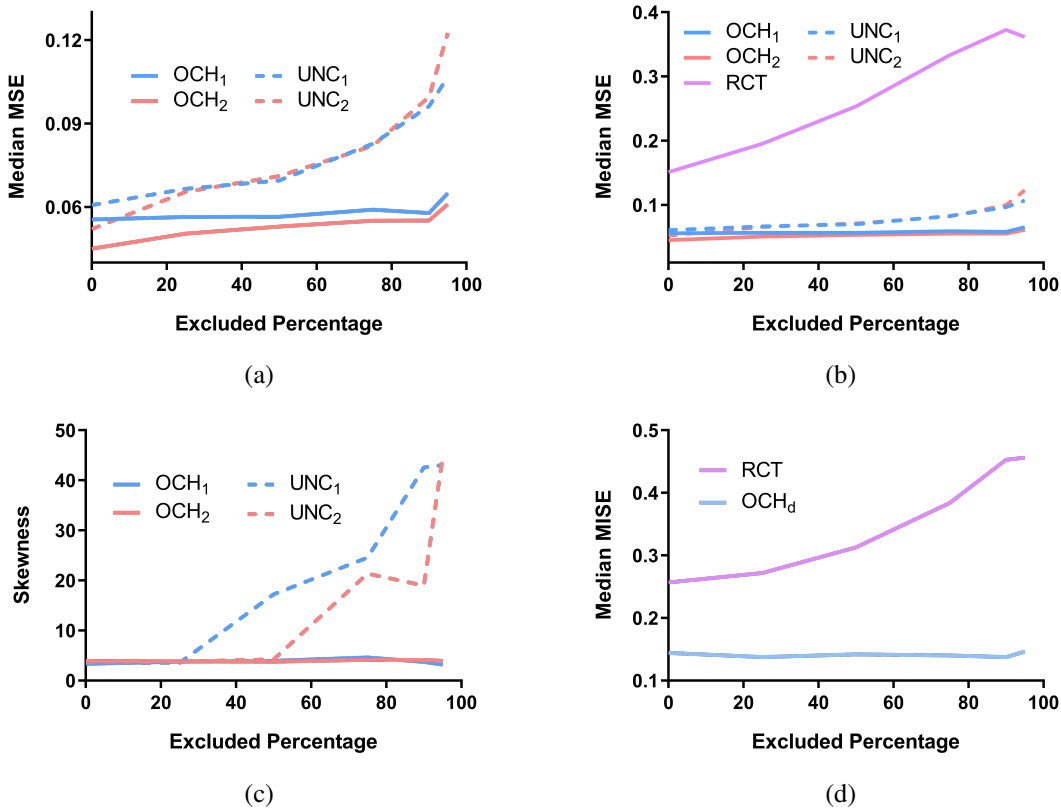 Median MSE
0.12
0.09
0.06
OCH₁ UNC₁
OCH₂ UNC₂
0 20 40 60 80 100
Excluded Percentage
(a)
Median MSE
0.4
0.3
0.2
0.1
OCH₁ UNC₁
OCH₂ UNC₂
RCT
0 20 40 60 80 100
Excluded Percentage
(b)
Skewness
50
40
30
20
10
0
OCH₁ UNC₁
OCH₂ UNC₂
0 20 40 60 80 100
Excluded Percentage
(c)
Median MISE
0.5
0.4
0.3
0.2
0.1
RCT
OCH_d
0 20 40 60 80 100
Excluded Percentage
(d)